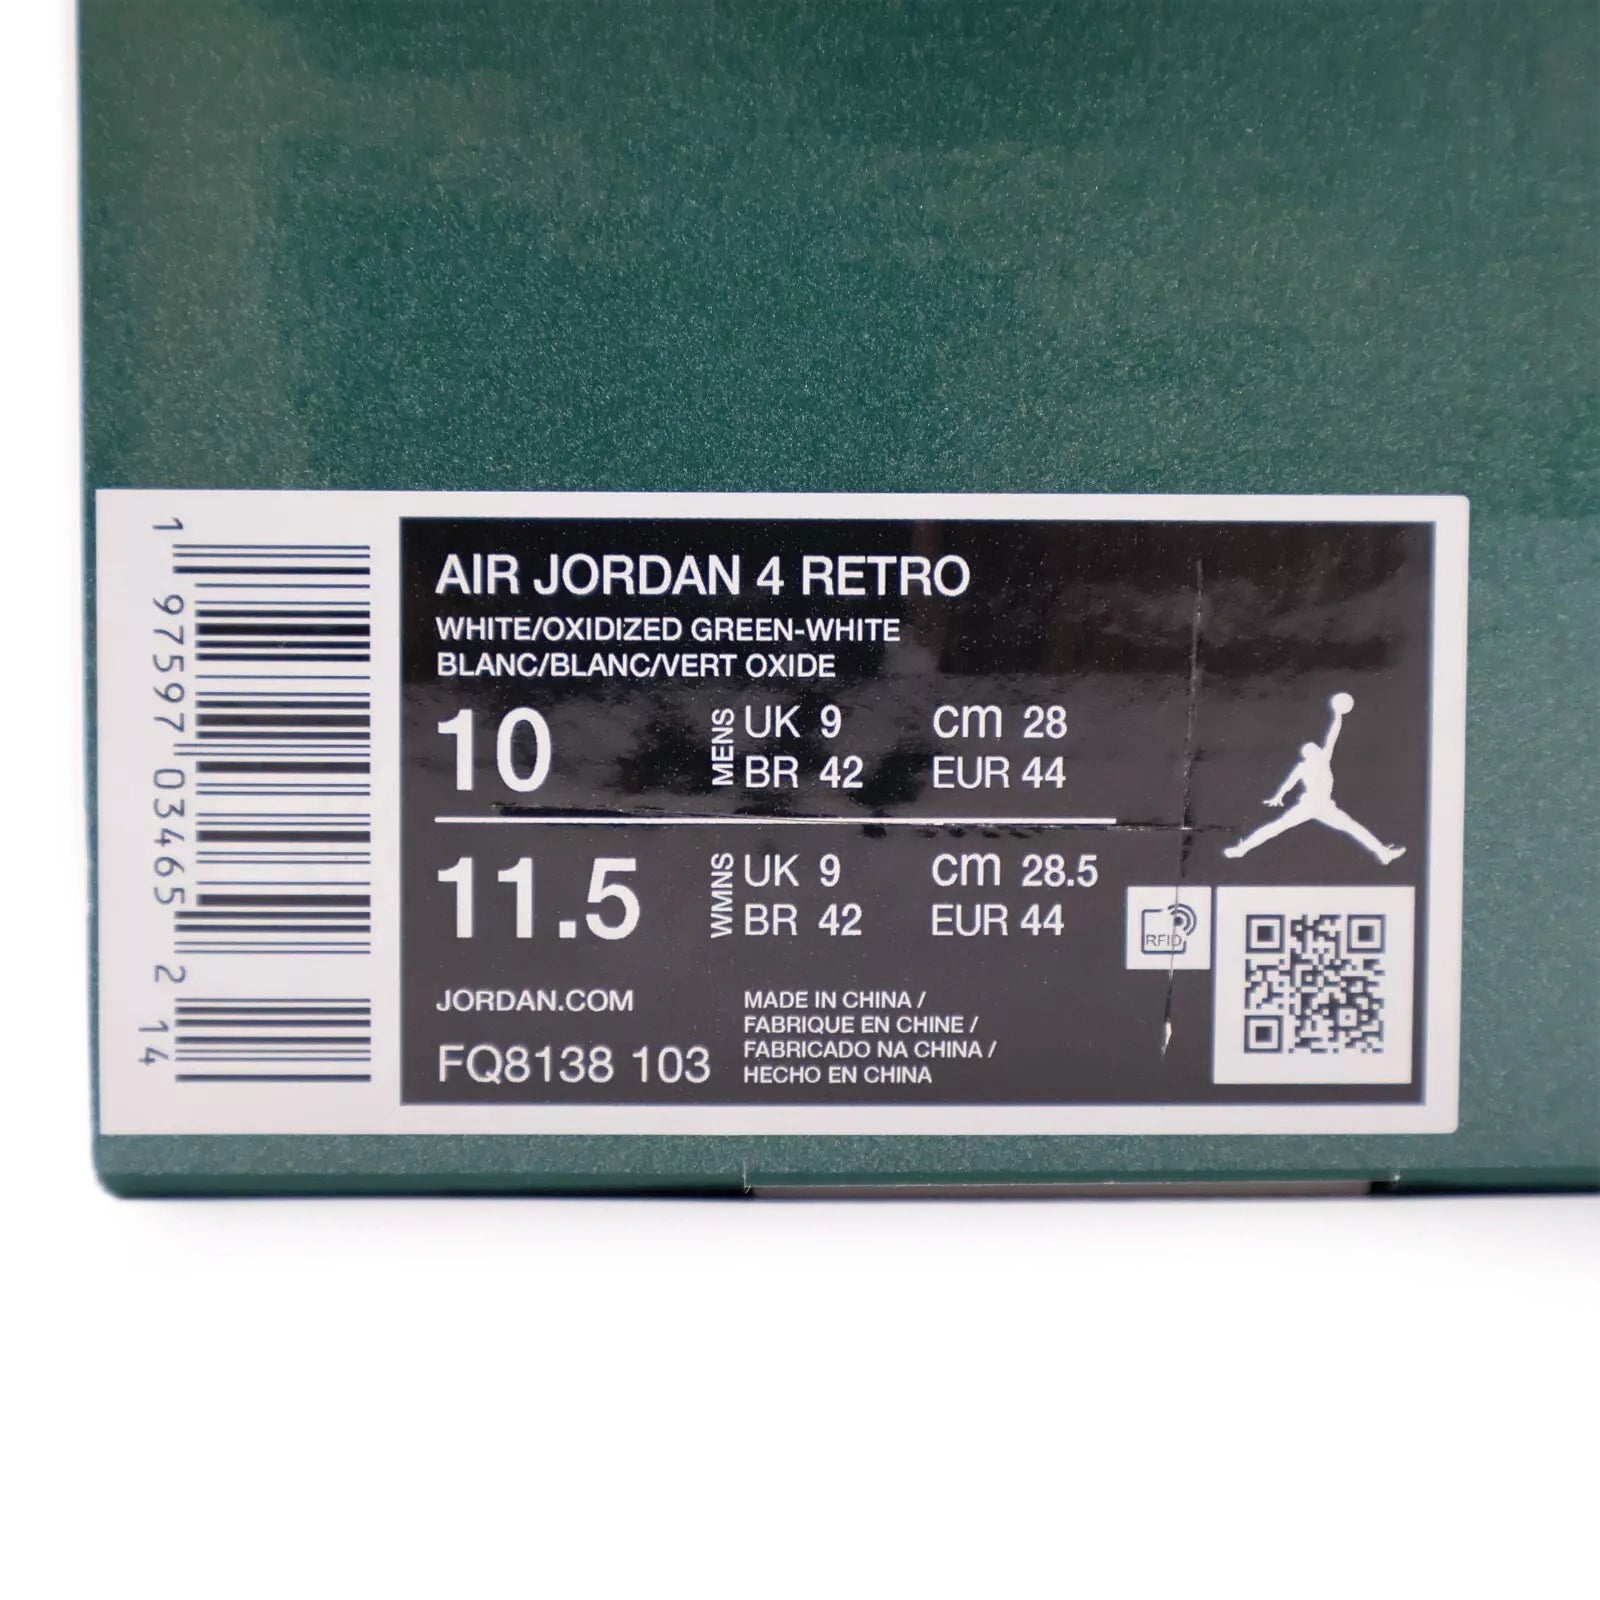 1 97597 03465 2 14
AIR JORDAN 4 RETRO
WHITE/OXIDIZED GREEN-WHITE
BLANC/BLANC/VERT OXIDE
10 MENS UK 9 cm 28
BR 42 EUR 44
11.5 WMNS UK 9 cm 28.5
BR 42 EUR 44
RFID
JORDAN.COM
FQ8138 103
MADE IN CHINA /
FABRIQUE EN CHINE /
FABRICADO NA CHINA /
HECHO EN CHINA